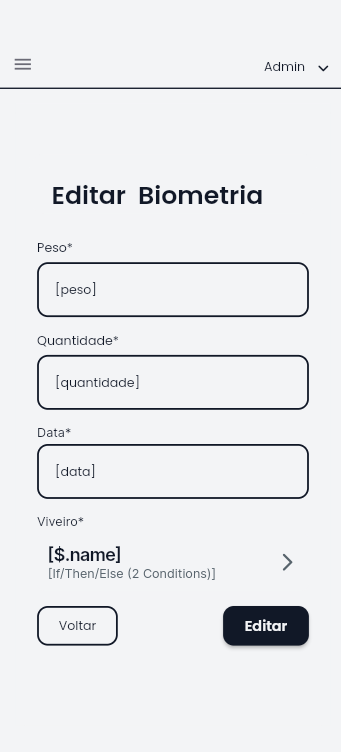 Admin
Editar Biometria
Peso*
[peso]
Quantidade*
[quantidade]
Data*
[data]
Viveiro*
[$.name]
[If/Then/Else (2 Conditions)]
Voltar
Editar